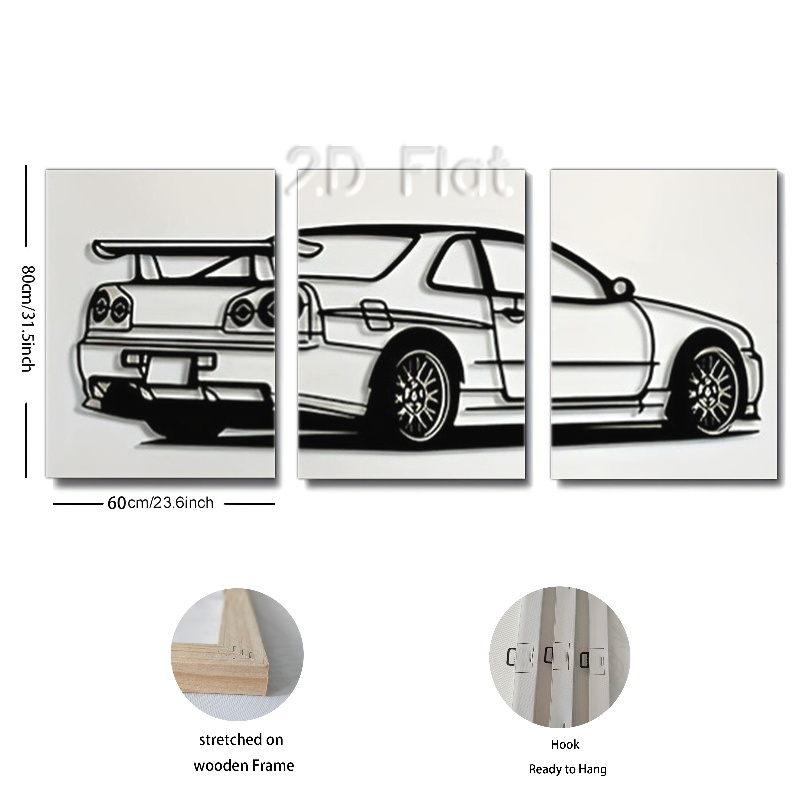 2D Flat
80cm/31.5inch
60cm/23.6inch
stretched on
wooden Frame
Hook
Ready to Hang